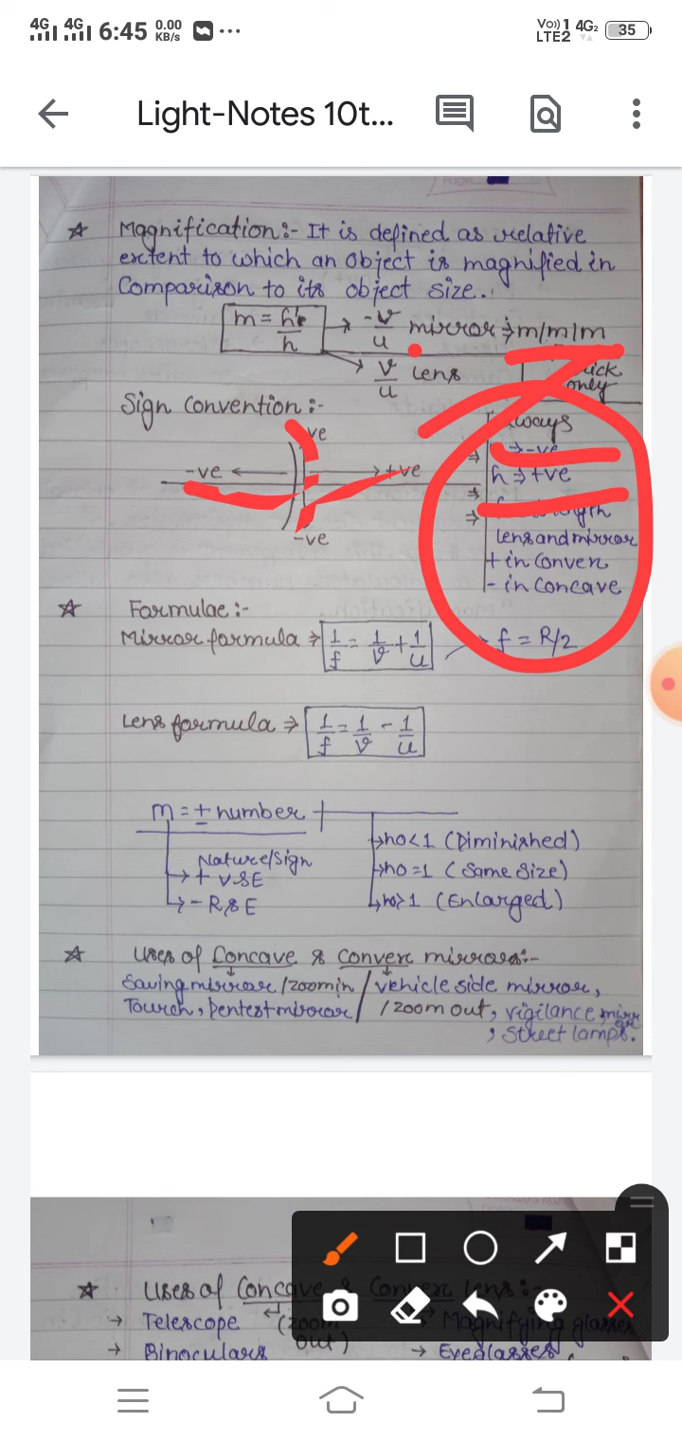 4G 4G 6:45 0.00 KB/s ...
Vo)) 1 4G2 LTE2 35
Light-Notes 10t...
☆ Magnification:- It is defined as relative
extent to which an object is magnified in
Comparison to its object size..
m = h' / h → -v/u mirror → m/m/m
→ v/u lens
only
Sign Convention:-
+ve
-ve ← → +ve
-ve
⇒ -ve
h ⇒ +ve
Lens and mirror
+ in Convex
- in Concave
☆ Formulae:-
Mirror formula ⇒ 1/f = 1/v + 1/u → f = R/2
Lens formula ⇒ 1/f = 1/v - 1/u
m = ± number
Nature/Sign
→ + V&E
→ - R&E
→ no < 1 (Diminished)
→ no = 1 (Same Size)
→ no > 1 (Enlarged)
☆ Uses of Concave & Convex mirrors:-
Saving mirror / zoom in / vehicle side mirror,
Tourch, Dentest mirror / / zoom out, vigilance mirror
, Street lamps.
☆ Uses of Concave & Convex lens:-
→ Telescope (zoom out) Magnifying glasses
→ Binoculars → Eyeglasses